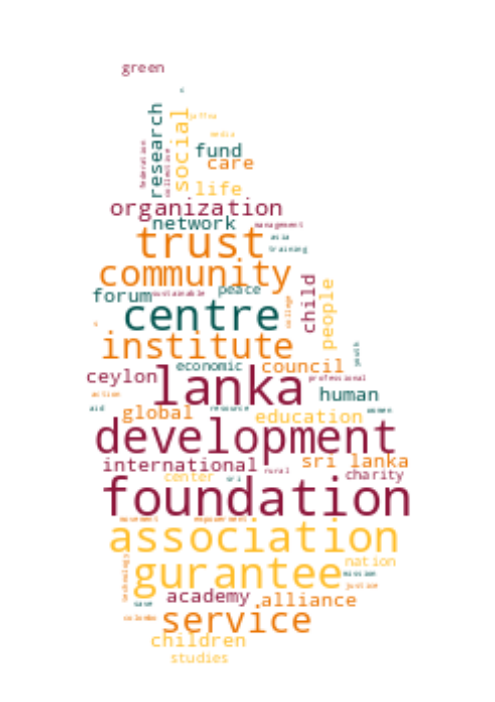 green
research
social
jaffna
media
federation
collective
fund
care
life
organization
network
management
trust
asia
training
community
forum
sustainable
peace
child
people
centre
college
institute
youth
economic
council
ceylon
lanka
professional
human
action
aid
global
resource
education
women
development
international
rural
sri lanka
center
sri
charity
foundation
movement
empowerment
association
gurantee
nation
mission
justice
technology
academy
alliance
save
colombo
service
children
studies